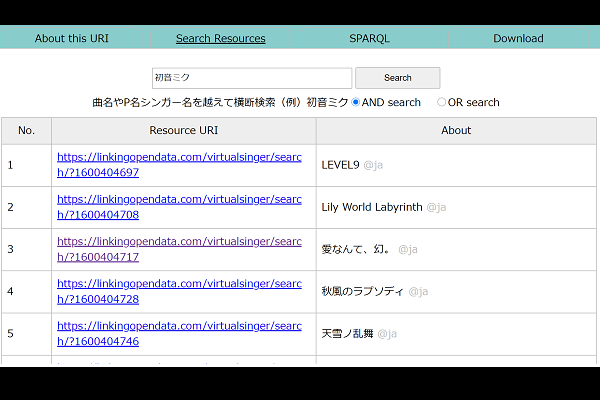 About this URI Search Resources SPARQL Download
初音ミク Search
曲名やP名シンガー名を越えて横断検索（例）初音ミク AND search OR search
No. Resource URI About
1 https://linkingopendata.com/virtualsinger/searc
h/?1600404697 LEVEL9 @ja
2 https://linkingopendata.com/virtualsinger/searc
h/?1600404708 Lily World Labyrinth @ja
3 https://linkingopendata.com/virtualsinger/searc
h/?1600404717 愛なんて、幻。 @ja
4 https://linkingopendata.com/virtualsinger/searc
h/?1600404728 秋風のラプソディ @ja
5 https://linkingopendata.com/virtualsinger/searc
h/?1600404746 天雪ノ乱舞 @ja